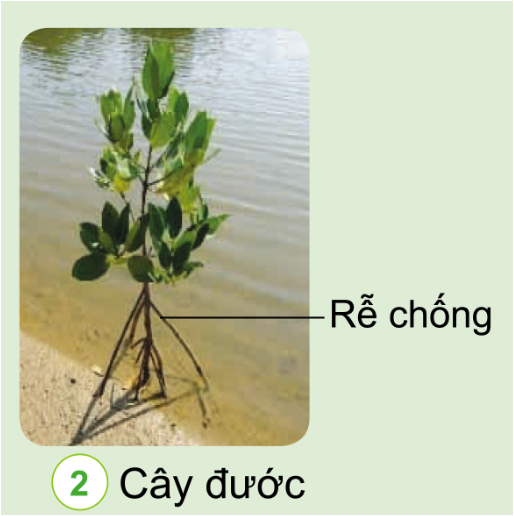 Rễ chống
2 Cây đước